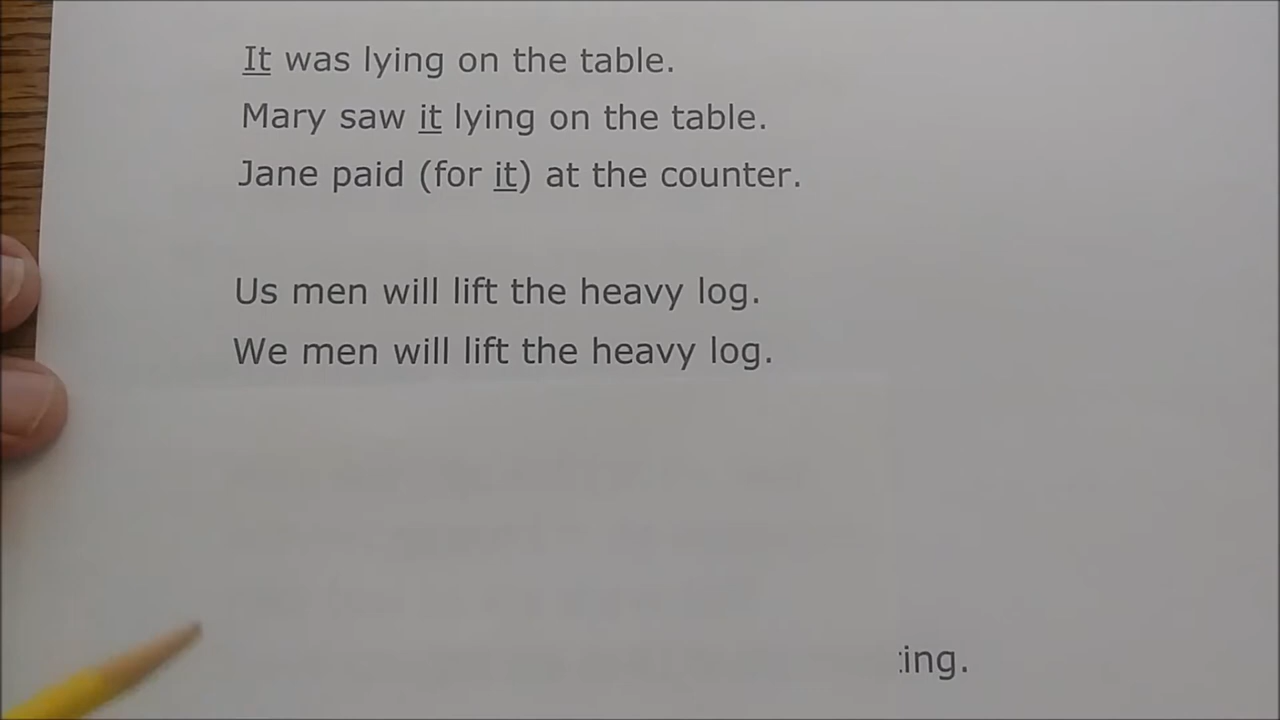 It was lying on the table.
Mary saw it lying on the table.
Jane paid (for it) at the counter.
Us men will lift the heavy log.
We men will lift the heavy log.